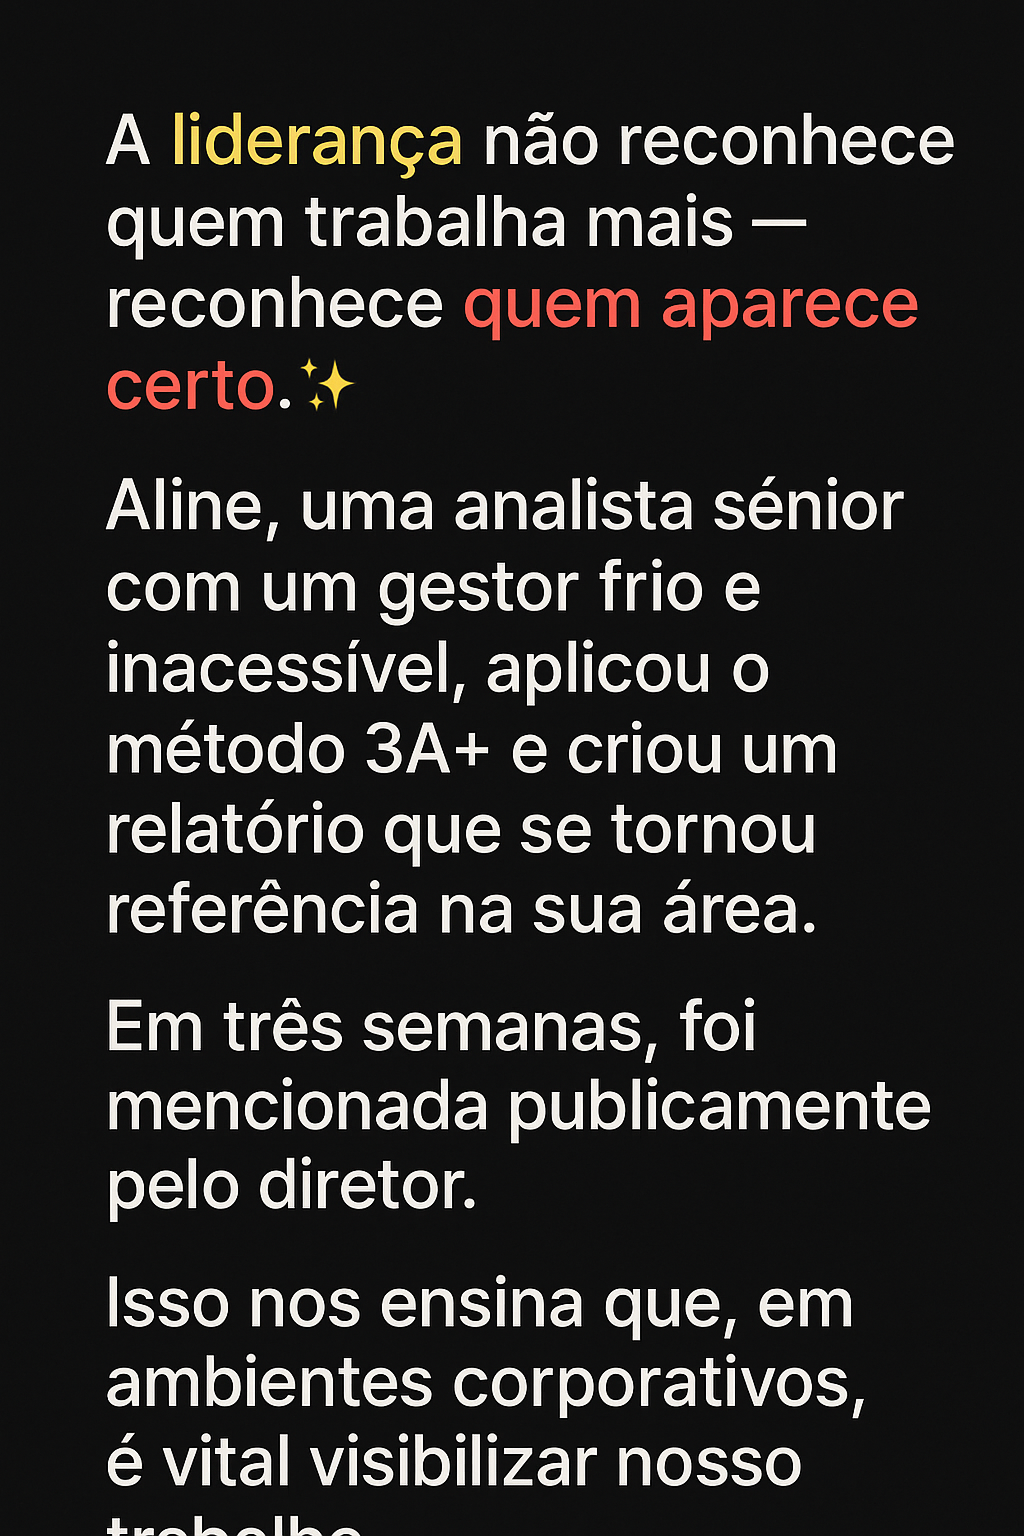 A liderança não reconhece
quem trabalha mais —
reconhece quem aparece
certo.✨
Aline, uma analista sénior
com um gestor frio e
inacessível, aplicou o
método 3A+ e criou um
relatório que se tornou
referência na sua área.
Em três semanas, foi
mencionada publicamente
pelo diretor.
Isso nos ensina que, em
ambientes corporativos,
é vital visibilizar nosso